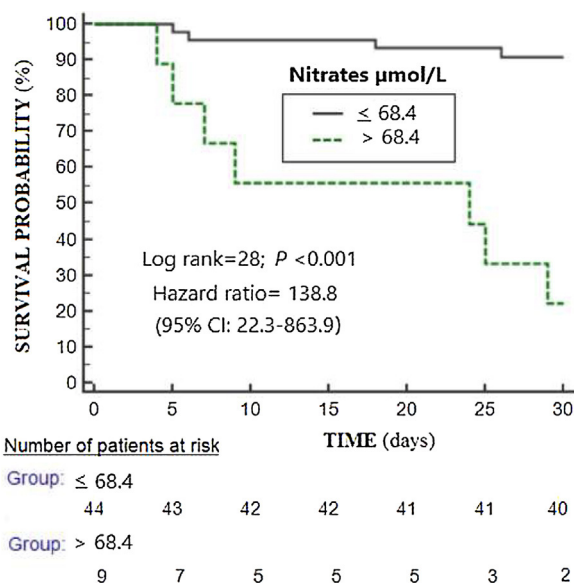 100
90
80
70
60
50
40
30
20
10
0
SURVIVAL PROBABILITY (%)
Nitrates µmol/L
≤ 68.4
> 68.4
Log rank=28; P <0.001
Hazard ratio= 138.8
(95% CI: 22.3-863.9)
0 5 10 15 20 25 30
TIME (days)
Number of patients at risk
Group: ≤ 68.4
44 43 42 42 41 41 40
Group: > 68.4
9 7 5 5 5 3 2